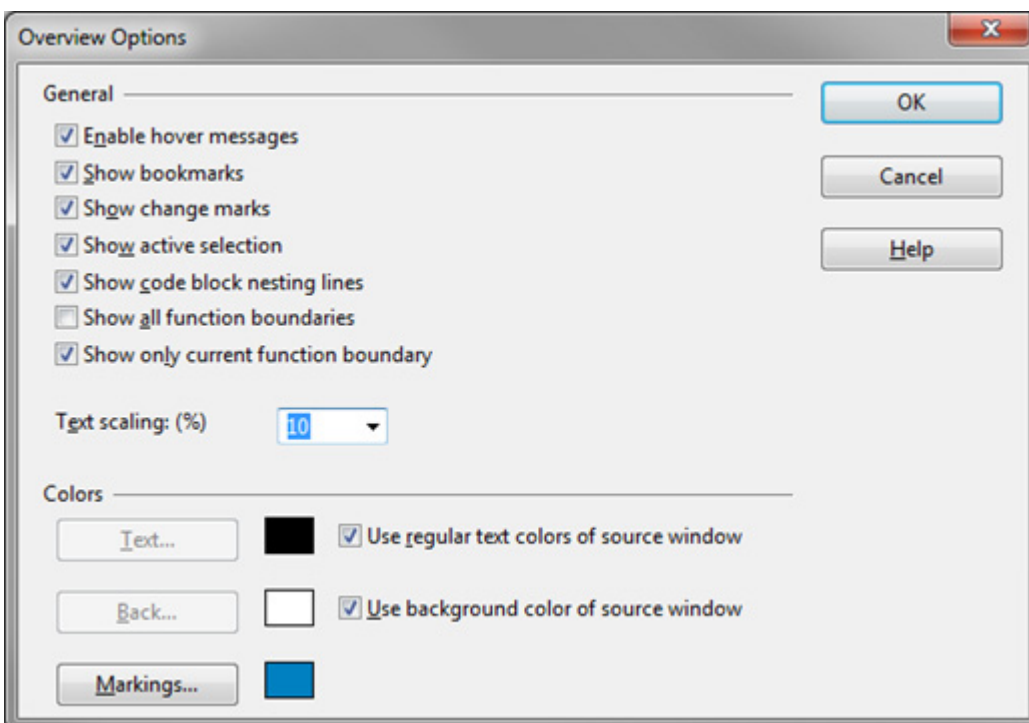 Overview Options
General
OK
Enable hover messages
Show bookmarks
Cancel
Show change marks
Show active selection
Help
Show code block nesting lines
Show all function boundaries
Show only current function boundary
Text scaling: (%) 10
Colors
Text... Use regular text colors of source window
Back... Use background color of source window
Markings...